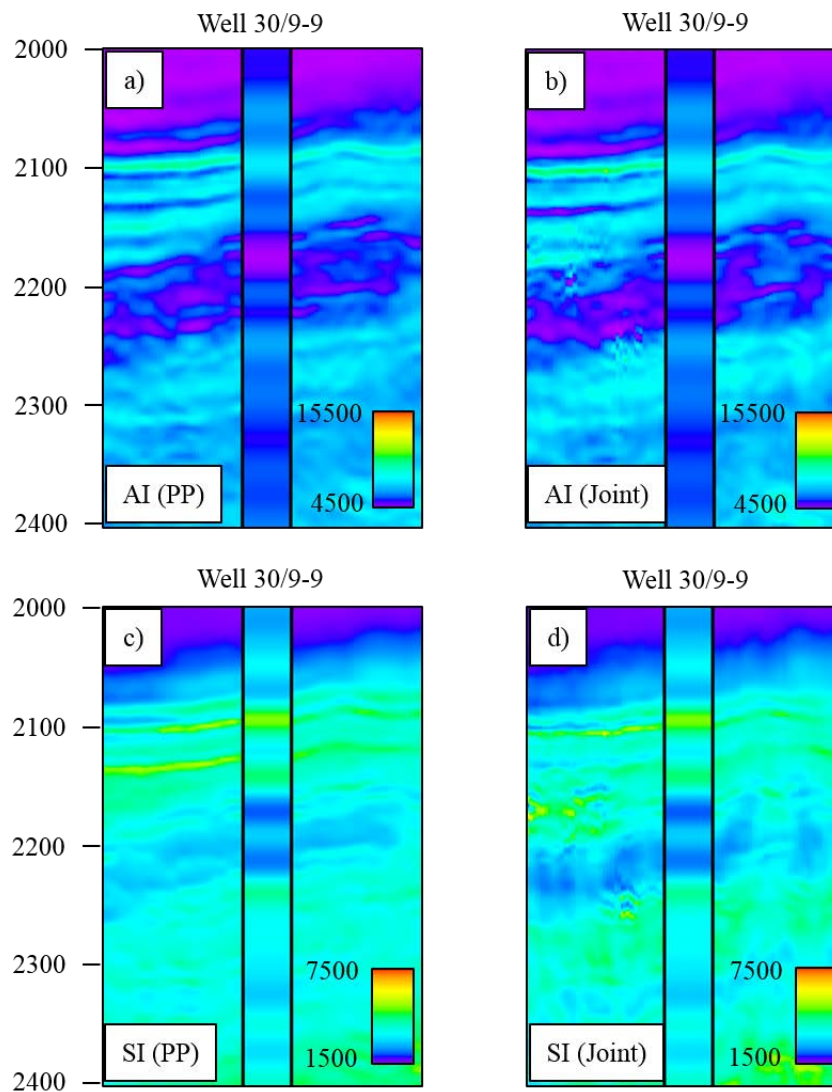 Well 30/9-9
Well 30/9-9
2000
a)
b)
2100
2200
2300
15500
15500
AI (PP)
4500
AI (Joint)
4500
2400
Well 30/9-9
Well 30/9-9
2000
c)
d)
2100
2200
2300
7500
7500
SI (PP)
1500
SI (Joint)
1500
2400